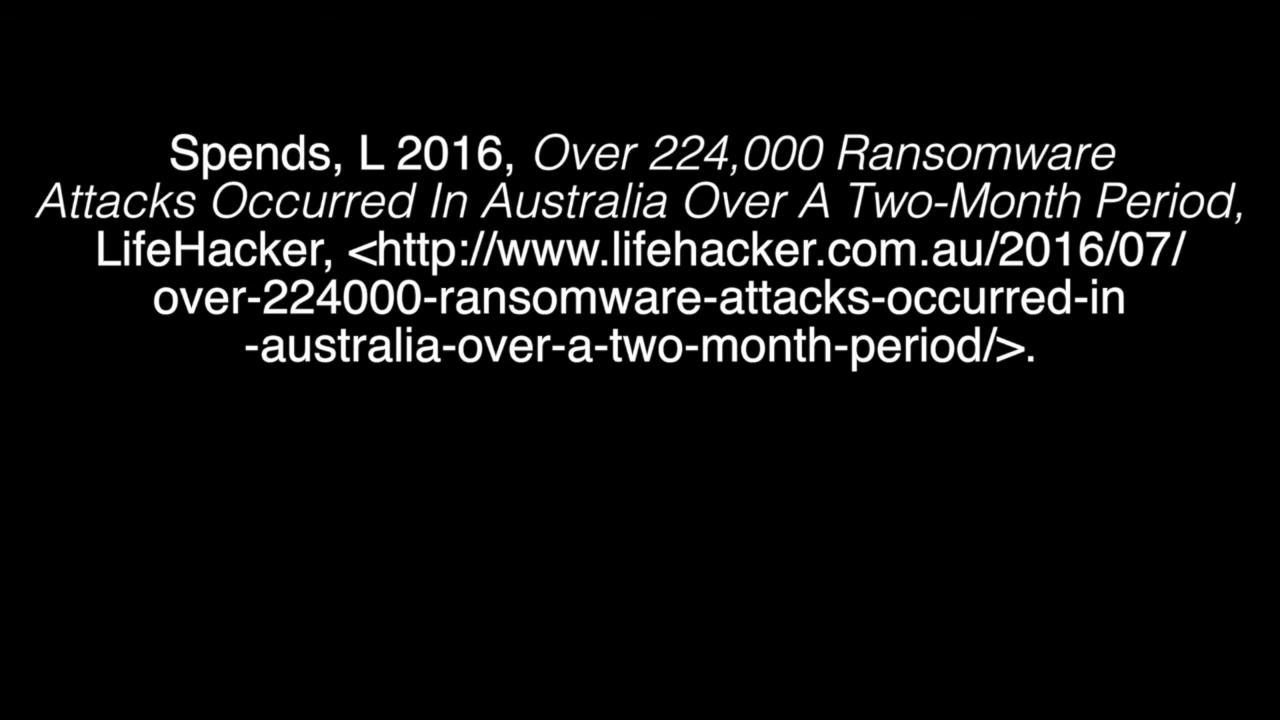 Spends, L 2016, Over 224,000 Ransomware
Attacks Occurred In Australia Over A Two-Month Period,
LifeHacker, <http://www.lifehacker.com.au/2016/07/
over-224000-ransomware-attacks-occurred-in
-australia-over-a-two-month-period/>.